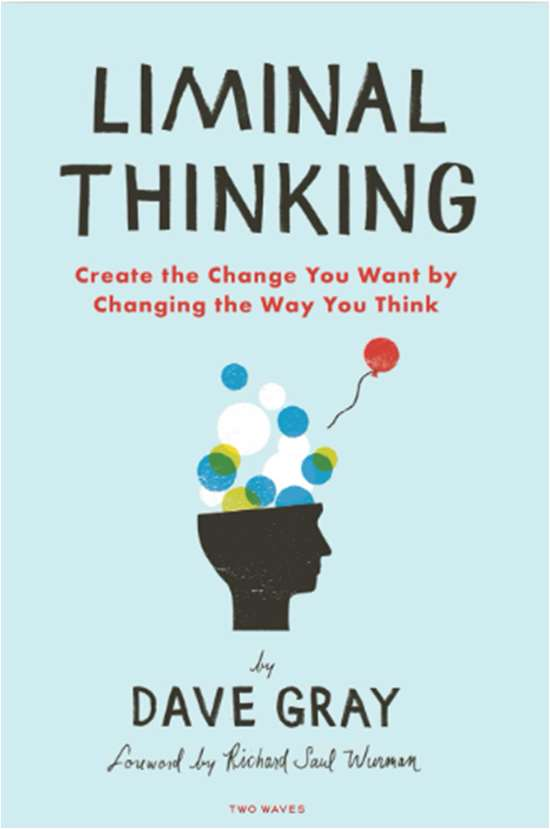 LIMINAL
THINKING
Create the Change You Want by
Changing the Way You Think
by
DAVE GRAY
Foreword by Richard Saul Wurman
TWO WAVES